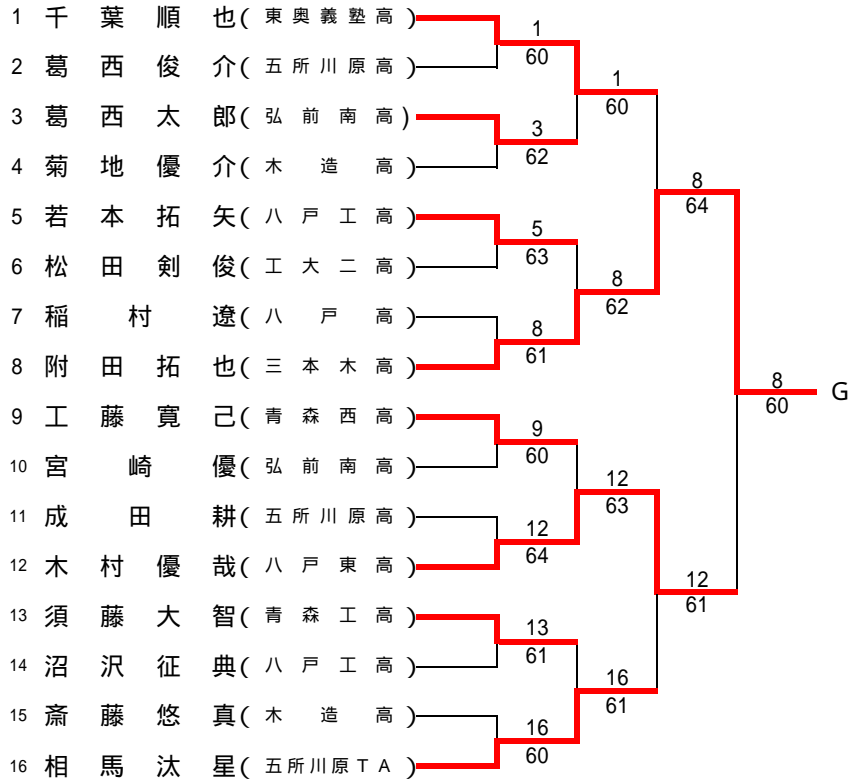 1 千葉順也(東奥義塾高)
2 葛西俊介(五所川原高)
3 葛西太郎(弘前南高)
4 菊地優介(木造高)
5 若本拓矢(八戸工高)
6 松田剣俊(工大二高)
7 稲村遼(八戸高)
8 附田拓也(三本木高)
9 工藤寛己(青森西高)
10 宮崎優(弘前南高)
11 成田耕(五所川原高)
12 木村優哉(八戸東高)
13 須藤大智(青森工高)
14 沼沢征典(八戸工高)
15 斎藤悠真(木造高)
16 相馬汰星(五所川原TA)
1
60
3
62
5
63
8
61
9
60
12
64
13
61
16
60
1
60
8
62
12
63
16
61
8
64
12
61
8
60
G